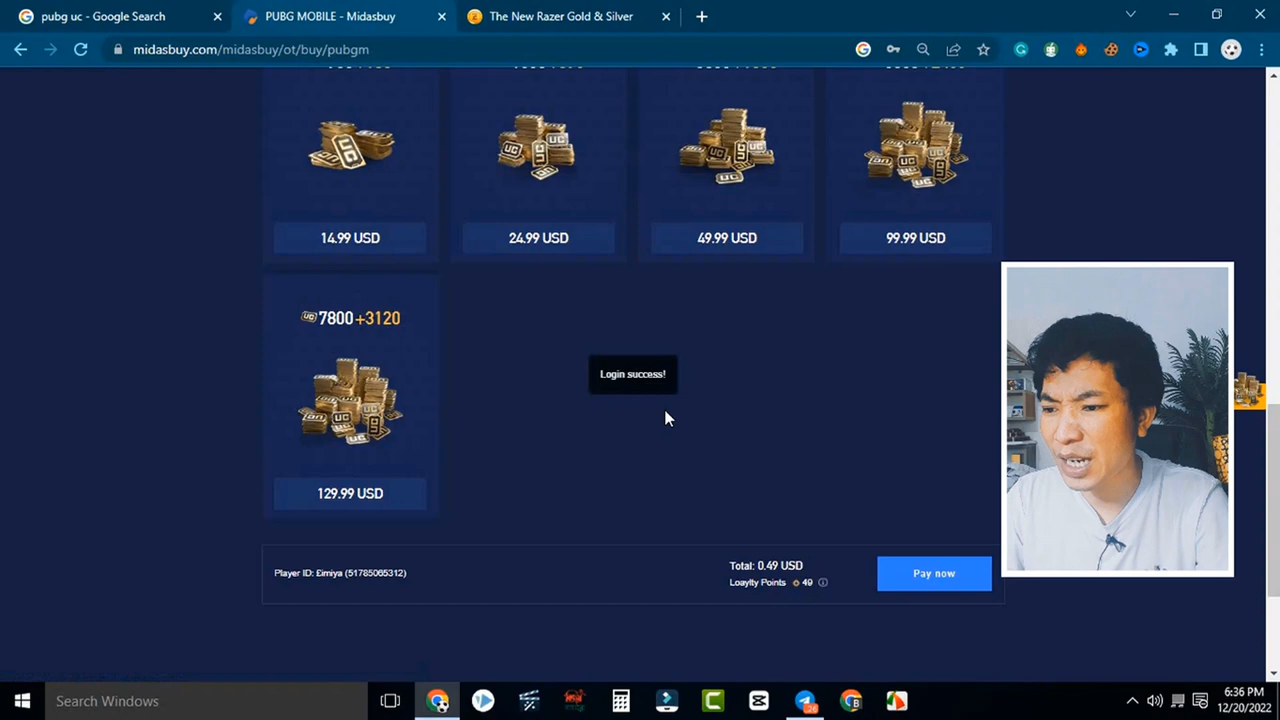 pubg uc - Google Search
PUBG MOBILE - Midasbuy
The New Razer Gold & Silver
midasbuy.com/midasbuy/ot/buy/pubgm
14.99 USD
24.99 USD
49.99 USD
99.99 USD
7800+3120
Login success!
129.99 USD
Player ID: £imiya (51785065312)
Total: 0.49 USD
Loaylty Points 49
Pay now
Search Windows
6:36 PM
12/20/2022